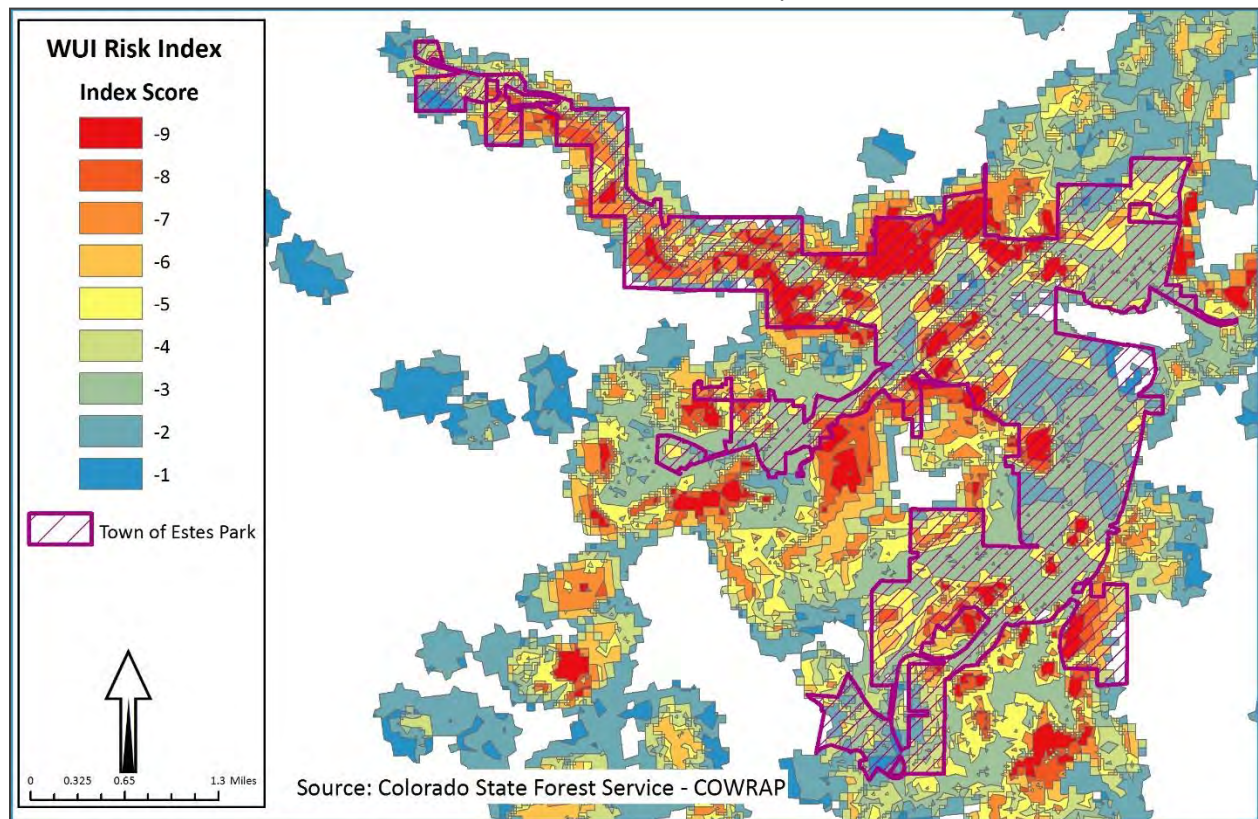 WUI Risk Index
Index Score
-9
-8
-7
-6
-5
-4
-3
-2
-1
Town of Estes Park
0 0.325 0.65 1.3 Miles
Source: Colorado State Forest Service - COWRAP